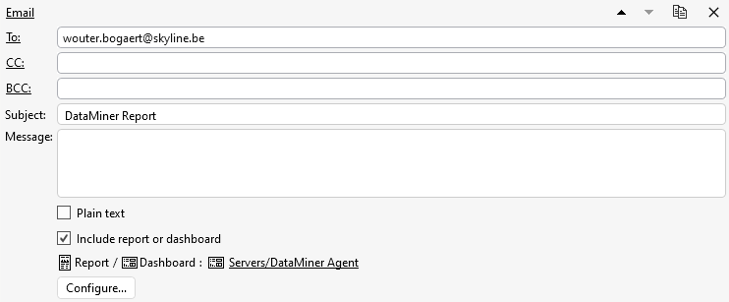 Email
To: wouter.bogaert@skyline.be
CC:
BCC:
Subject: DataMiner Report
Message:
Plain text
Include report or dashboard
Report / Dashboard : Servers/DataMiner Agent
Configure...